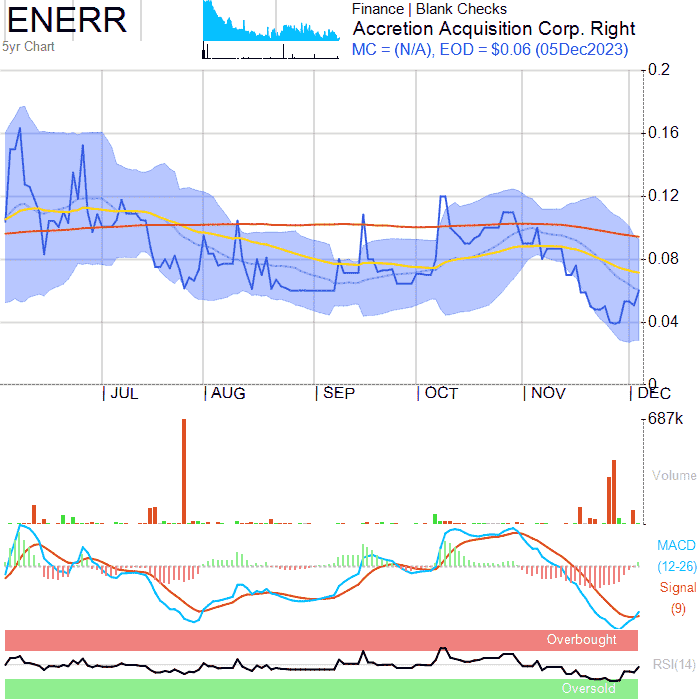 ENERR
5yr Chart
Finance | Blank Checks
Accretion Acquisition Corp. Right
MC = (N/A), EOD = $0.06 (05Dec2023)
0.2
0.16
0.12
0.08
0.04
0
JUL
AUG
SEP
OCT
NOV
DEC
687k
Volume
MACD
(12-26)
Signal
(9)
Overbought
RSI(14)
Oversold